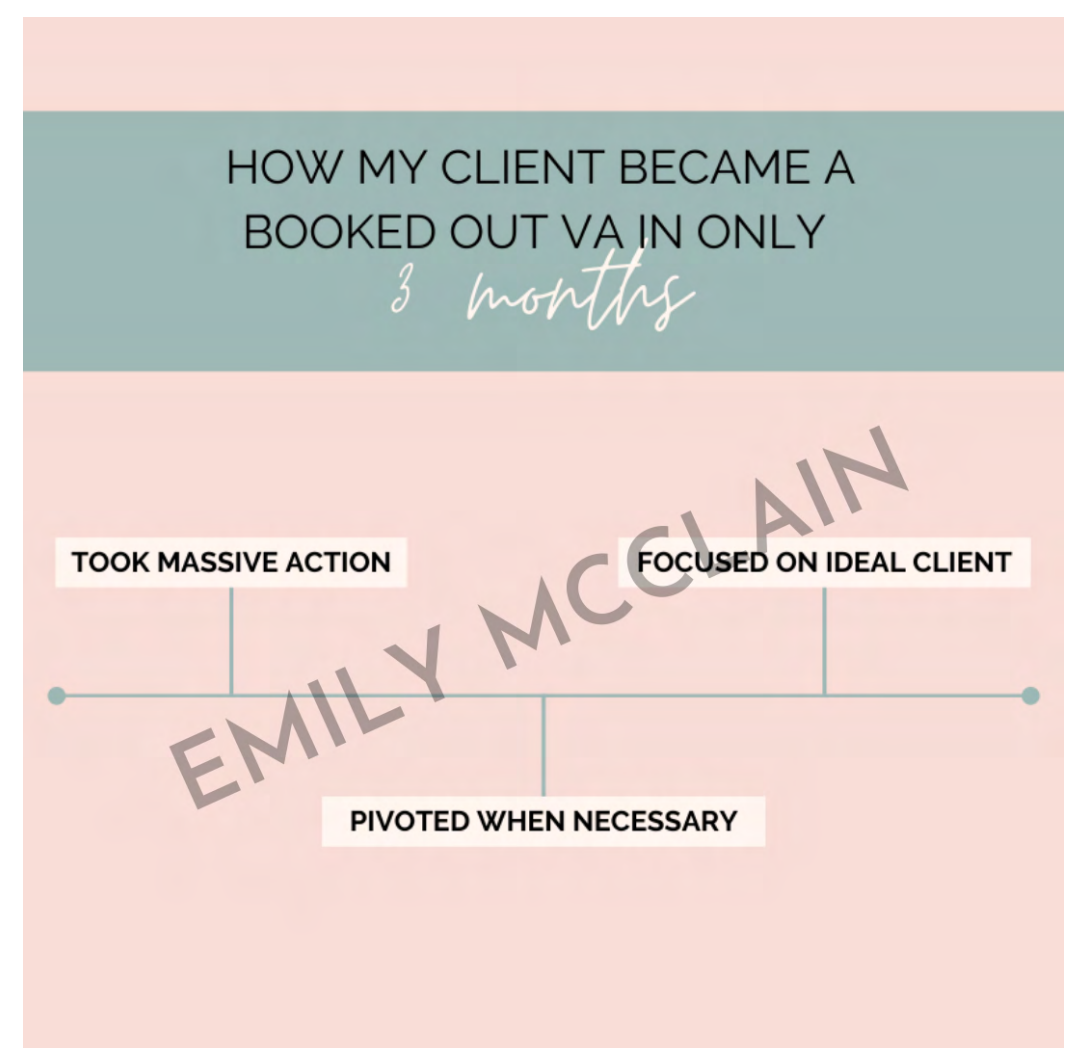 HOW MY CLIENT BECAME A
BOOKED OUT VA IN ONLY
3 months
TOOK MASSIVE ACTION
FOCUSED ON IDEAL CLIENT
EMILY MCCLAIN
PIVOTED WHEN NECESSARY